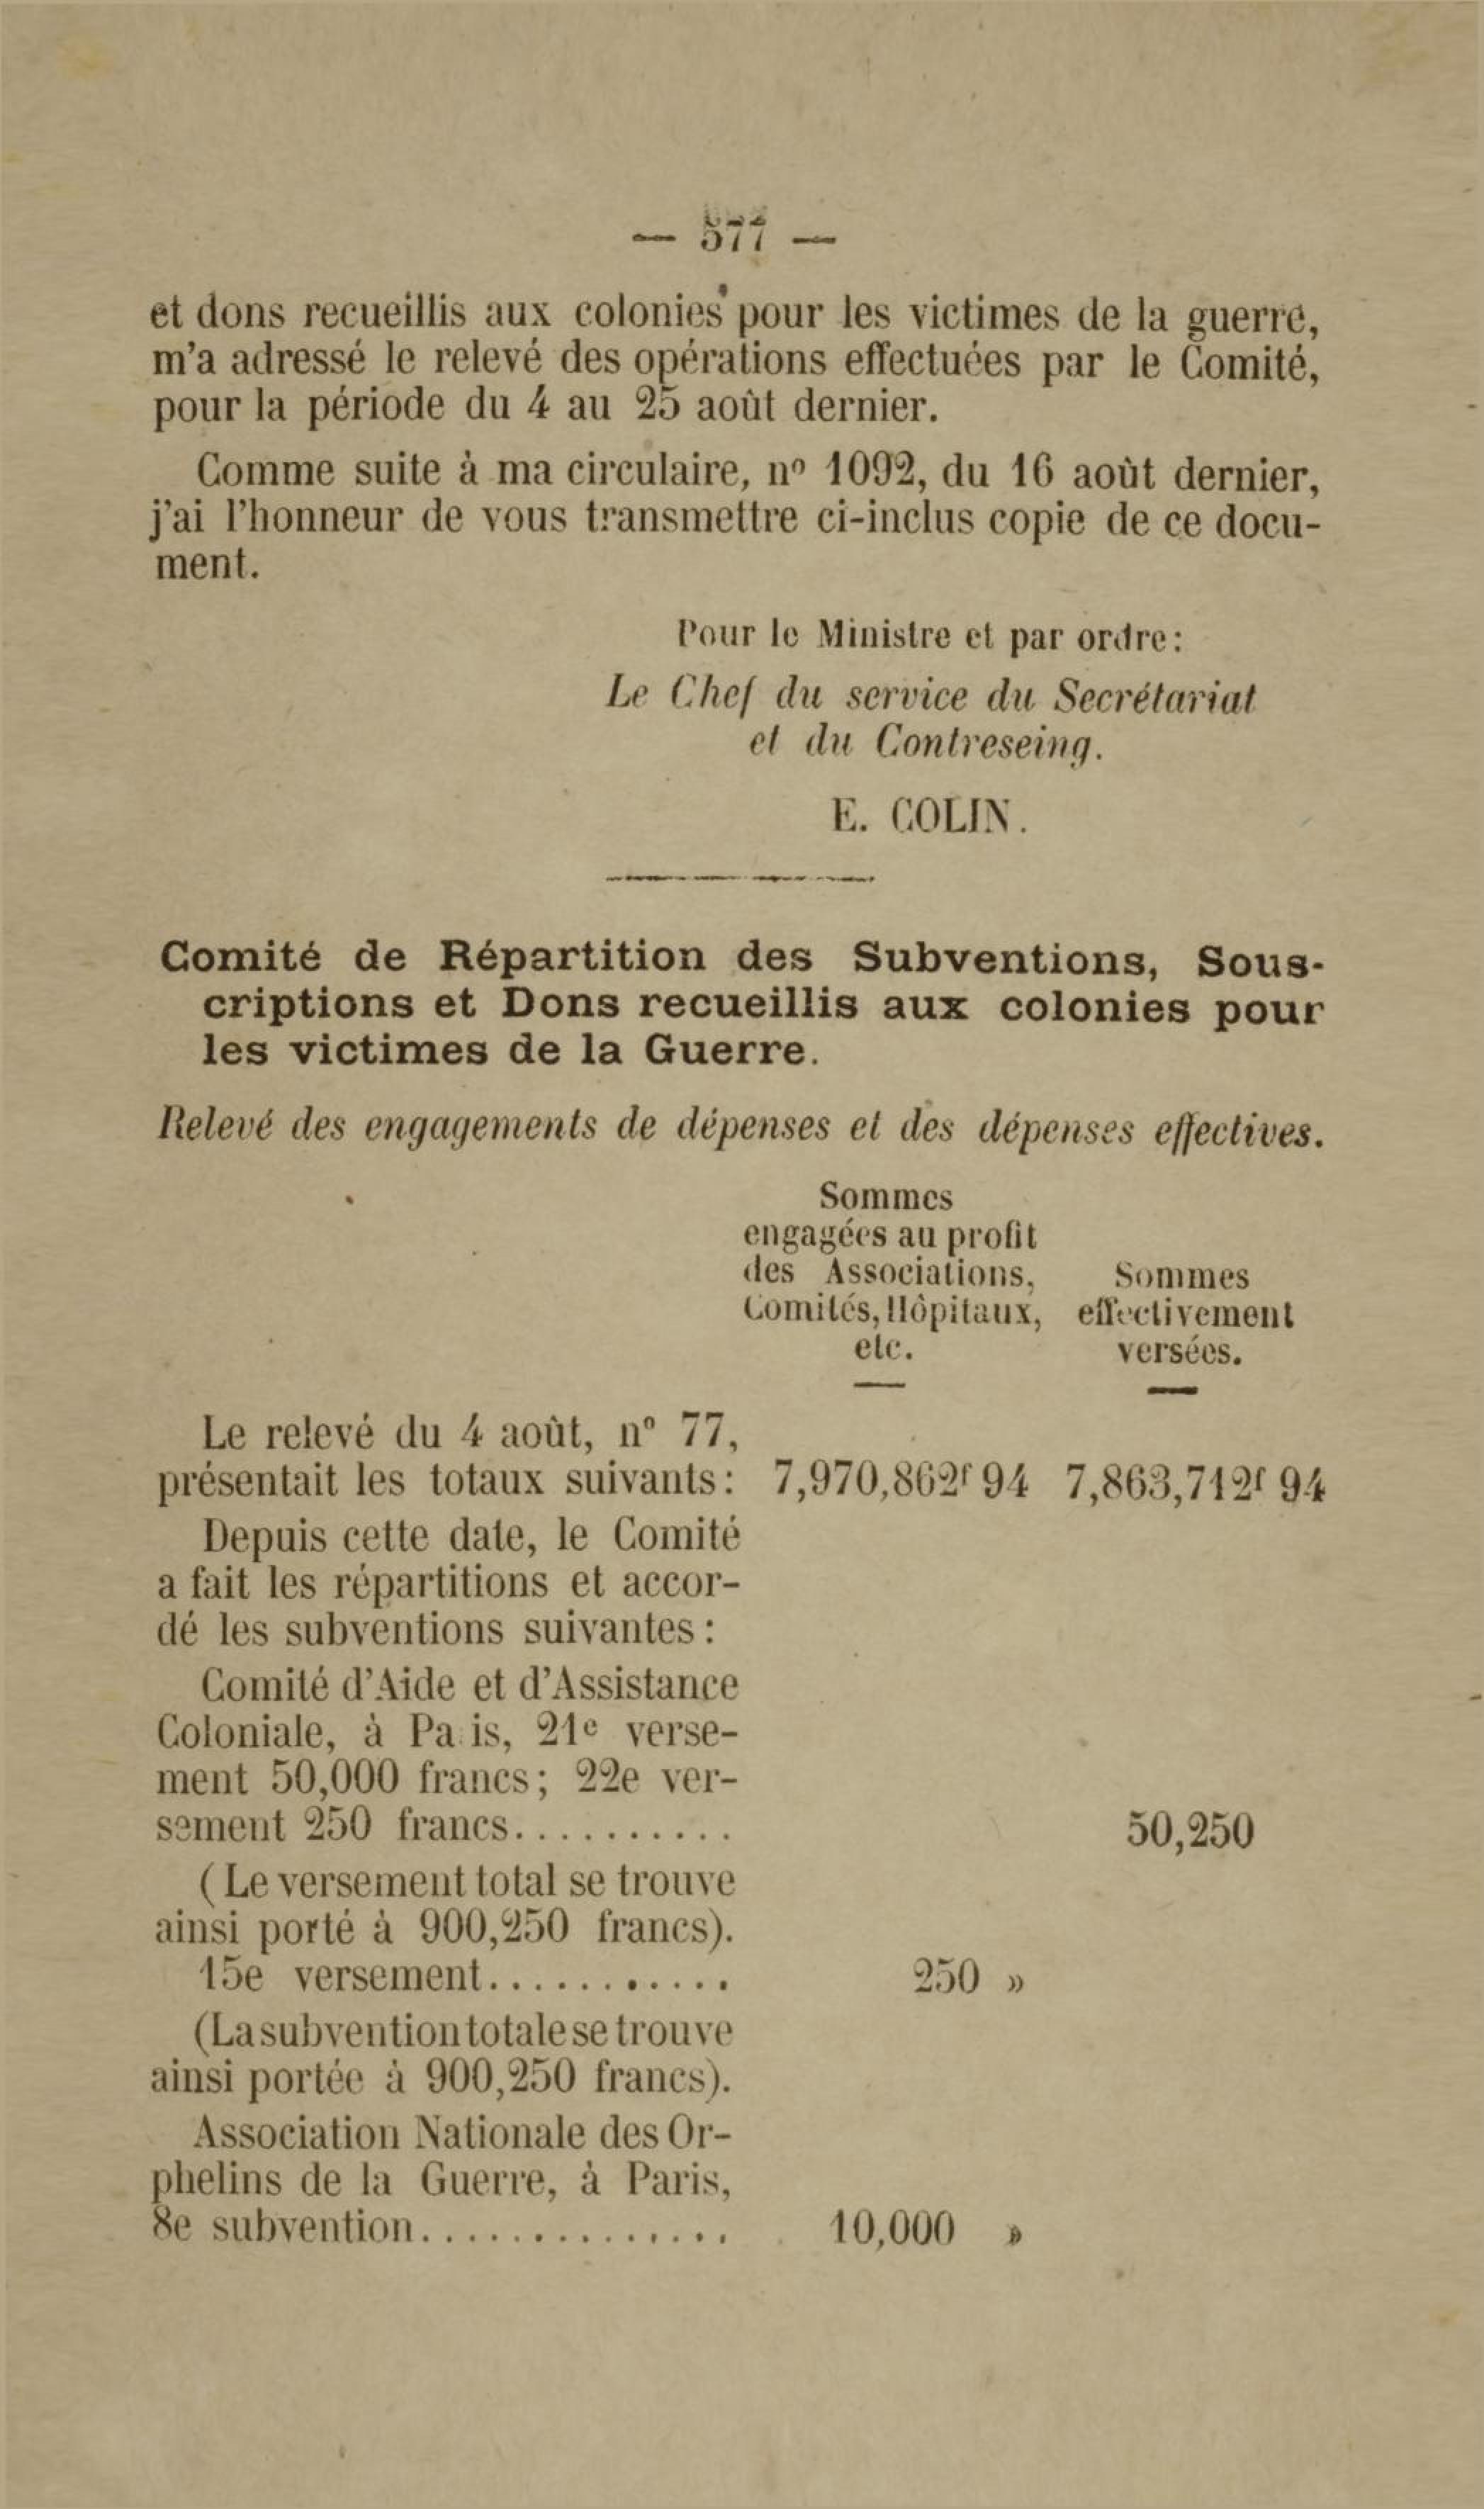 — 577 —
et dons recueillis aux colonies pour les victimes de la guerre,
m'a adressé le relevé des opérations effectuées par le Comité,
pour la période du 4 au 25 août dernier.
Comme suite à ma circulaire, nº 1092, du 16 août dernier,
j'ai l'honneur de vous transmettre ci-inclus copie de ce docu-
ment.
Pour le Ministre et par ordre:
Le Chef du service du Secrétariat
et du Contreseing.
E. COLIN.
Comité de Répartition des Subventions, Sous-
criptions et Dons recueillis aux colonies pour
les victimes de la Guerre.
Relevé des engagements de dépenses et des dépenses effectives.
Sommes
engagées au profit
des Associations, Sommes
Comités, Hôpitaux, effectivement
etc. versées.
Le relevé du 4 août, nº 77,
présentait les totaux suivants: 7,970,862f 94 7,863,712f 94
Depuis cette date, le Comité
a fait les répartitions et accor-
dé les subventions suivantes:
Comité d'Aide et d'Assistance
Coloniale, à Pa is, 21e verse-
ment 50,000 francs; 22e ver-
sement 250 francs........... 50,250
(Le versement total se trouve
ainsi porté à 900,250 francs).
15e versement............ 250 »
(La subvention totale se trouve
ainsi portée à 900,250 francs).
Association Nationale des Or-
phelins de la Guerre, à Paris,
8e subvention............... 10,000 »